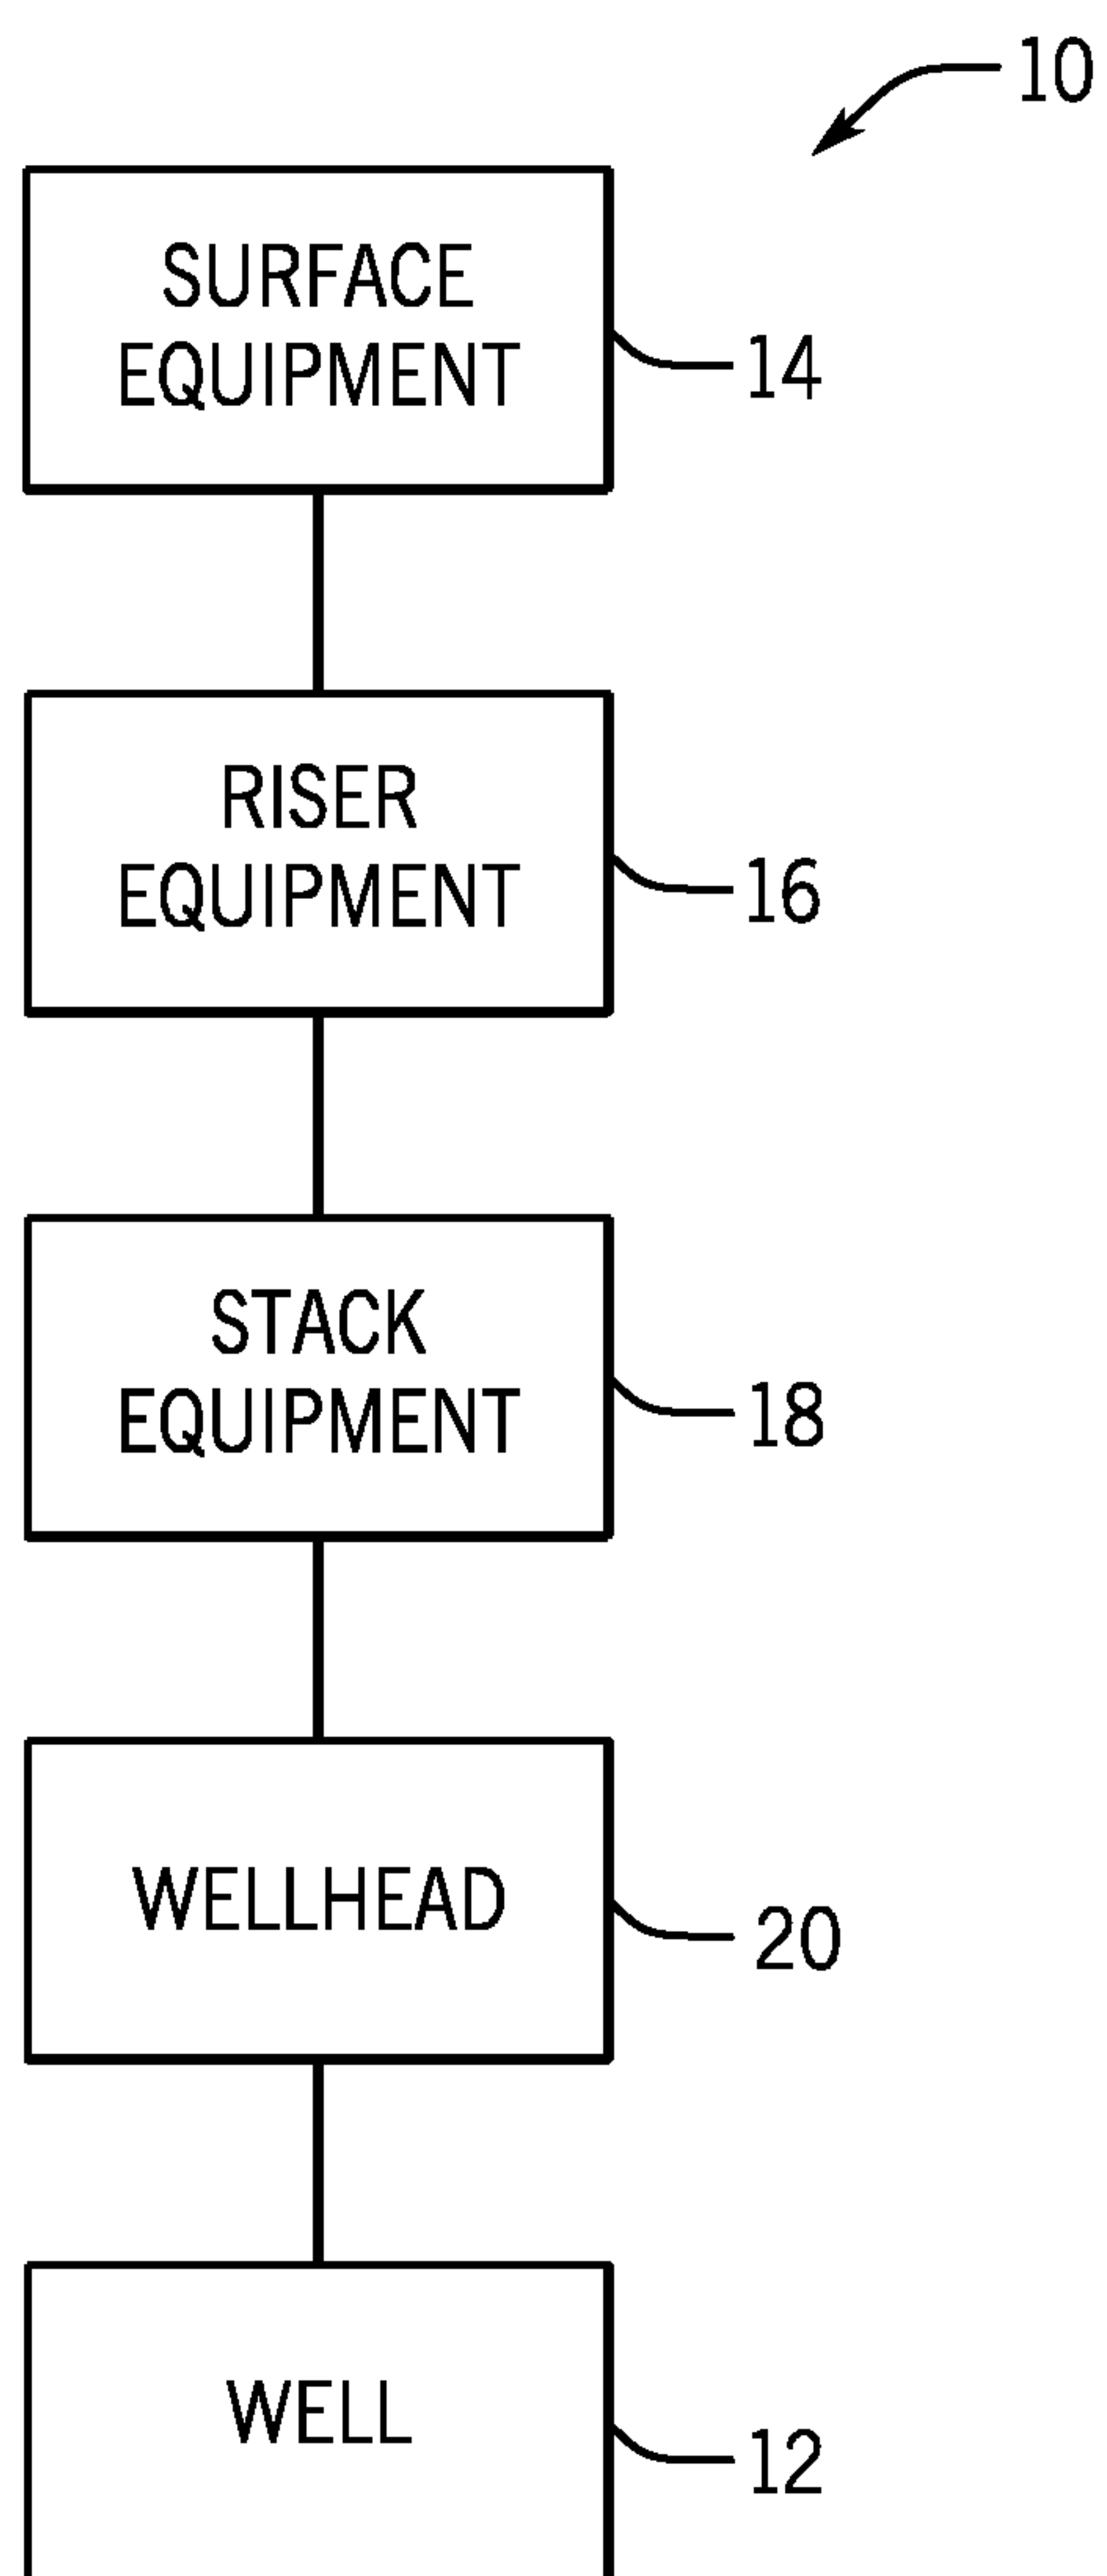 10
SURFACE
EQUIPMENT
14
RISER
EQUIPMENT
16
STACK
EQUIPMENT
18
WELLHEAD
20
WELL
12